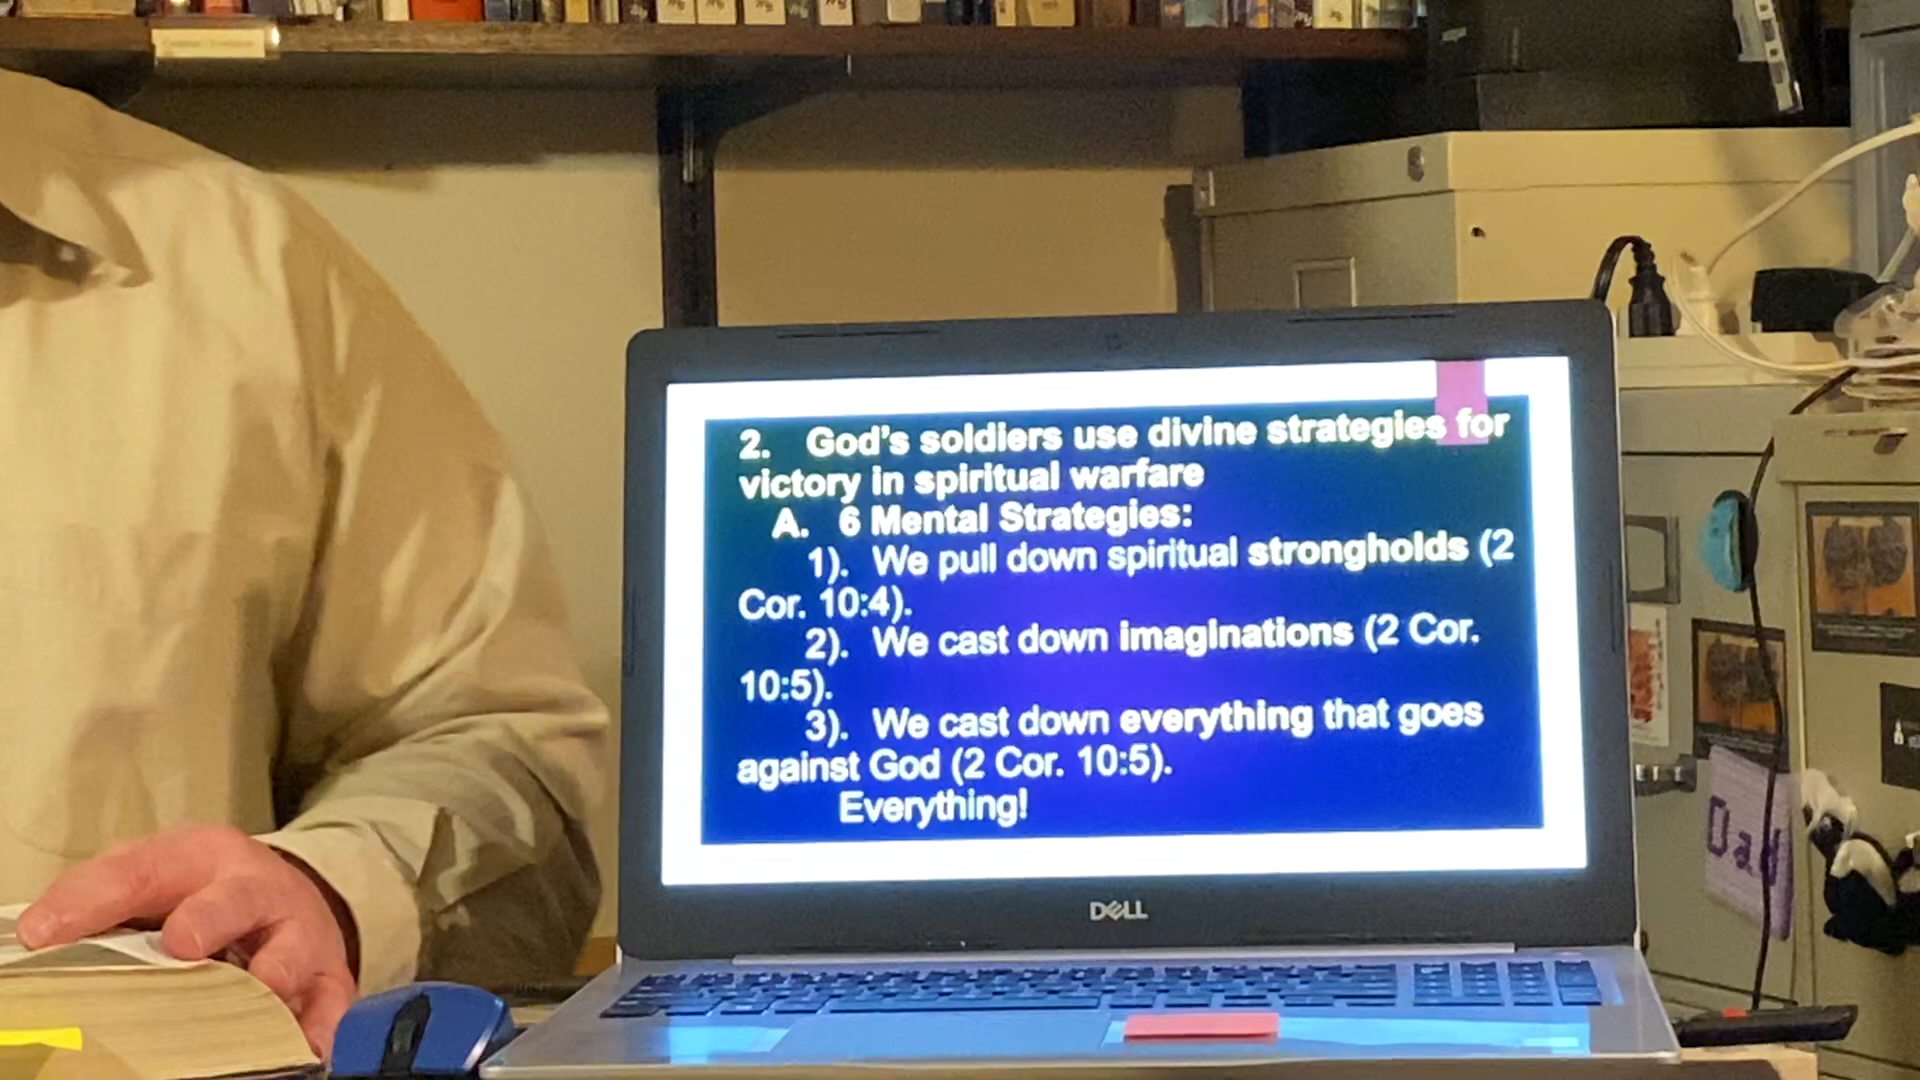 2. God's soldiers use divine strategies for
victory in spiritual warfare
A. 6 Mental Strategies:
1). We pull down spiritual strongholds (2
Cor. 10:4).
2). We cast down imaginations (2 Cor.
10:5).
3). We cast down everything that goes
against God (2 Cor. 10:5).
Everything!
DELL
Dad